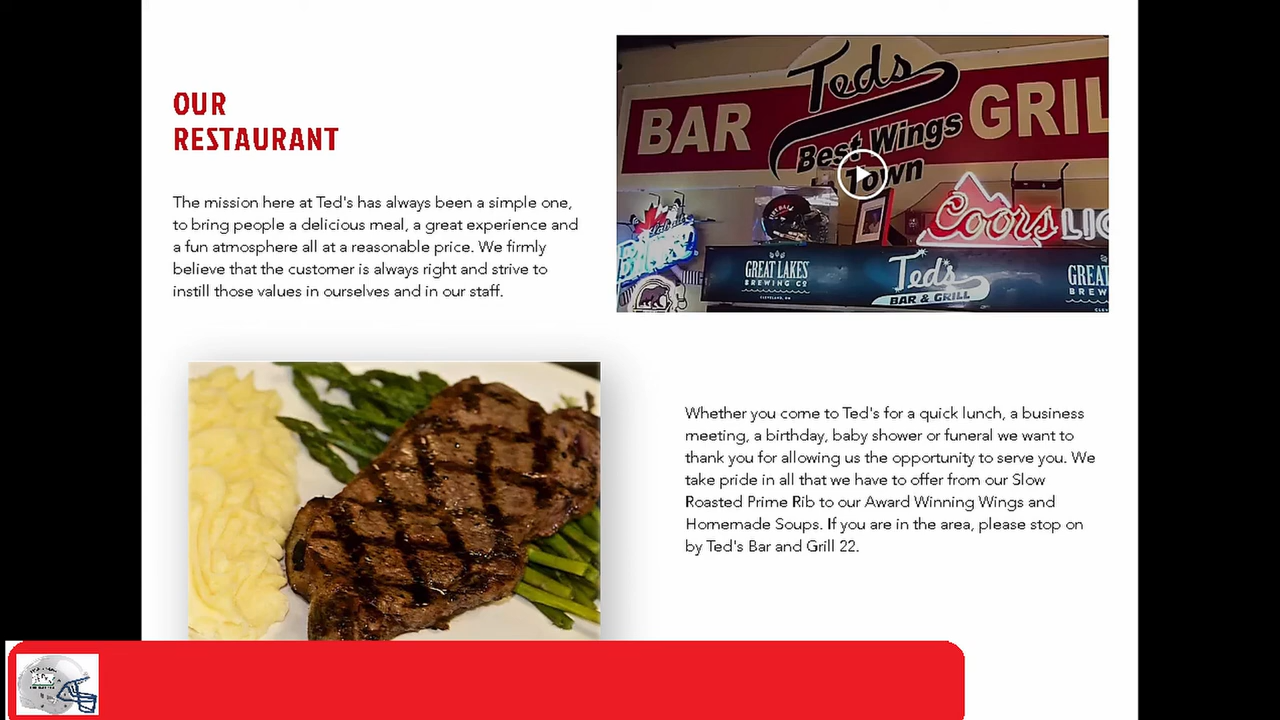 OUR
RESTAURANT
The mission here at Ted's has always been a simple one,
to bring people a delicious meal, a great experience and
a fun atmosphere all at a reasonable price. We firmly
believe that the customer is always right and strive to
instill those values in ourselves and in our staff.
Teds
BAR GRIL
Best Wings
Town
Coors LIG
GREAT LAKES
BREWING CO
CLEVELAND, OH
Teds
BAR & GRILL
GREA
BREW
Whether you come to Ted's for a quick lunch, a business
meeting, a birthday, baby shower or funeral we want to
thank you for allowing us the opportunity to serve you. We
take pride in all that we have to offer from our Slow
Roasted Prime Rib to our Award Winning Wings and
Homemade Soups. If you are in the area, please stop on
by Ted's Bar and Grill 22.